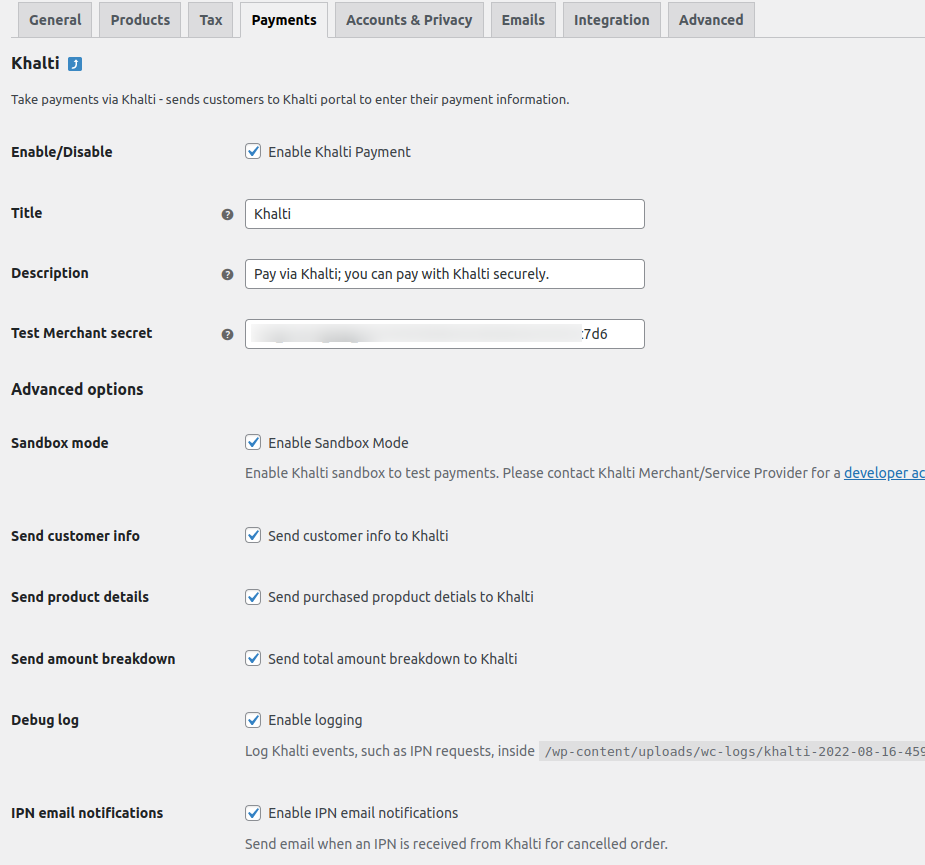 General Products Tax Payments Accounts & Privacy Emails Integration Advanced
Khalti
Take payments via Khalti - sends customers to Khalti portal to enter their payment information.
Enable/Disable Enable Khalti Payment
Title Khalti
Description Pay via Khalti; you can pay with Khalti securely.
Test Merchant secret 7d6
Advanced options
Sandbox mode Enable Sandbox Mode
Enable Khalti sandbox to test payments. Please contact Khalti Merchant/Service Provider for a developer ac
Send customer info Send customer info to Khalti
Send product details Send purchased propduct detials to Khalti
Send amount breakdown Send total amount breakdown to Khalti
Debug log Enable logging
Log Khalti events, such as IPN requests, inside /wp-content/uploads/wc-logs/khalti-2022-08-16-459
IPN email notifications Enable IPN email notifications
Send email when an IPN is received from Khalti for cancelled order.